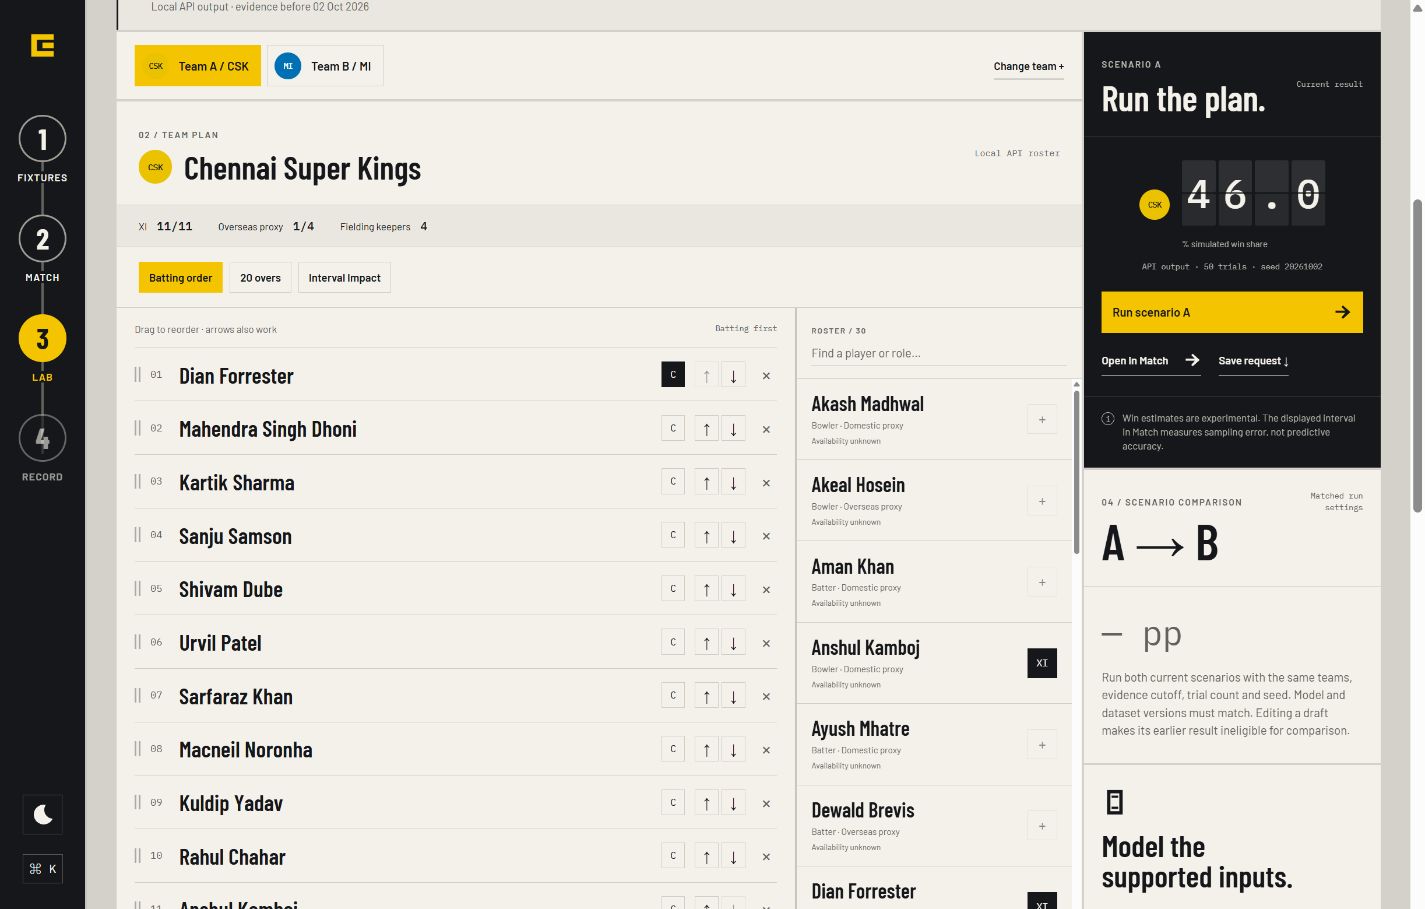 Local API output · evidence before 02 Oct 2026
1
FIXTURES
2
MATCH
3
LAB
4
RECORD
⌘ K
CSK Team A / CSK
MI Team B / MI
Change team +
02 / TEAM PLAN
CSK Chennai Super Kings
Local API roster
XI 11/11 Overseas proxy 1/4 Fielding keepers 4
Batting order
20 overs
Interval Impact
Drag to reorder · arrows also work
Batting first
01 Dian Forrester C ↑ ↓ ×
02 Mahendra Singh Dhoni C ↑ ↓ ×
03 Kartik Sharma C ↑ ↓ ×
04 Sanju Samson C ↑ ↓ ×
05 Shivam Dube C ↑ ↓ ×
06 Urvil Patel C ↑ ↓ ×
07 Sarfaraz Khan C ↑ ↓ ×
08 Macneil Noronha C ↑ ↓ ×
09 Kuldip Yadav C ↑ ↓ ×
10 Rahul Chahar C ↑ ↓ ×
11 Anshul Kamboj
ROSTER / 30
Find a player or role...
Akash Madhwal
Bowler · Domestic proxy
Availability unknown
+
Akeal Hosein
Bowler · Overseas proxy
Availability unknown
+
Aman Khan
Batter · Domestic proxy
Availability unknown
+
Anshul Kamboj
Bowler · Domestic proxy
Availability unknown
XI
Ayush Mhatre
Batter · Domestic proxy
Availability unknown
+
Dewald Brevis
Batter · Overseas proxy
Availability unknown
+
Dian Forrester
XI
SCENARIO A
Run the plan.
Current result
CSK 46.0
% simulated win share
API output · 50 trials · seed 20261002
Run scenario A →
Open in Match →
Save request ↓
Win estimates are experimental. The displayed interval
in Match measures sampling error, not predictive
accuracy.
04 / SCENARIO COMPARISON
Matched run
settings
A → B
— pp
Run both current scenarios with the same teams,
evidence cutoff, trial count and seed. Model and
dataset versions must match. Editing a draft
makes its earlier result ineligible for comparison.
Model the
supported inputs.